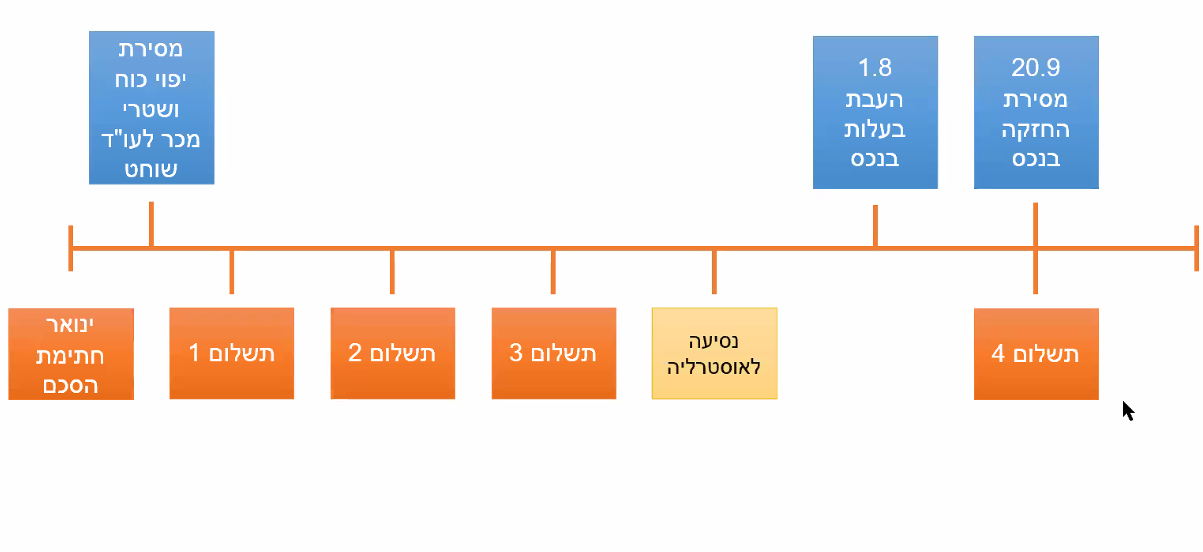 מסירת
יפוי כוח
ושטרי
מכר לעו"ד
שוחט
1.8
העבת
בעלות
בנכס
20.9
מסירת
החזקה
בנכס
ינואר
חתימת
הסכם
תשלום 1
תשלום 2
תשלום 3
נסיעה
לאוסטרליה
תשלום 4